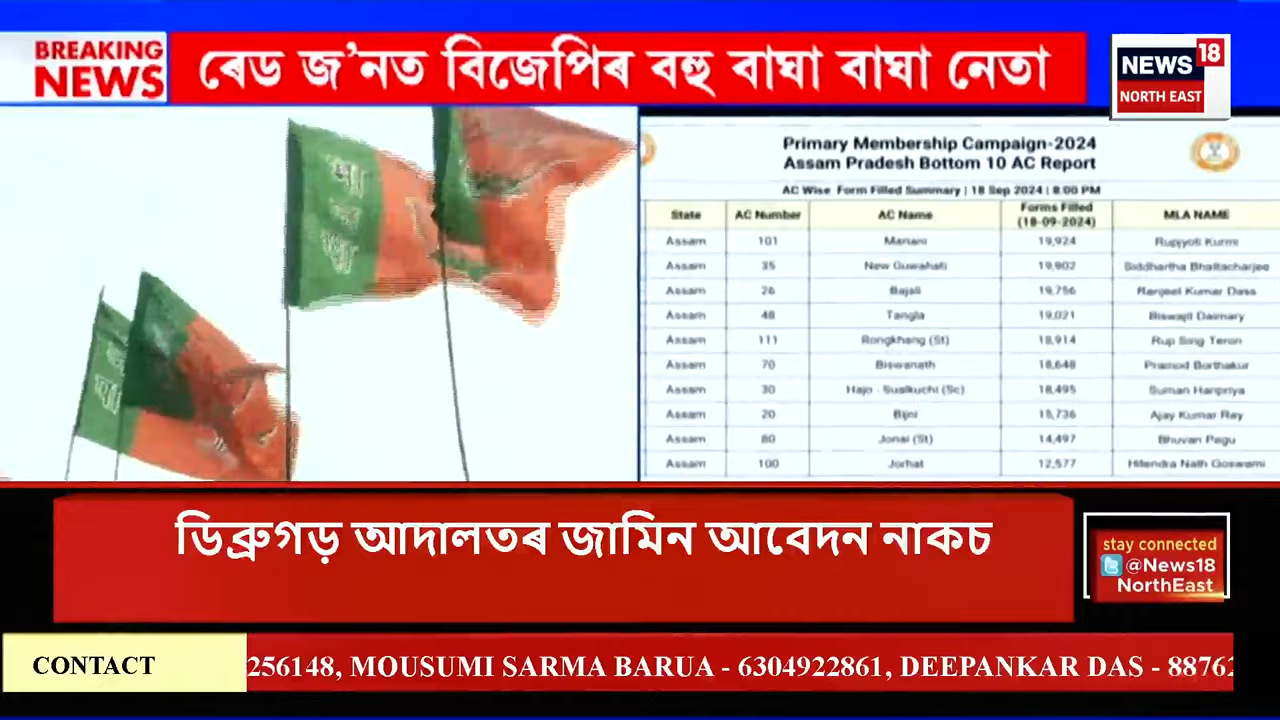 BREAKING
NEWS
ৰেড জ'নত বিজেপিৰ বহু বাঘা বাঘা নেতা
NEWS 18
NORTH EAST
Primary Membership Campaign-2024
Assam Pradesh Bottom 10 AC Report
AC Wise Form Filled Summary | 18 Sep 2024 | 8:00 PM
State AC Number AC Name Forms Filled (18-09-2024) MLA NAME
Assam 101 Mariani 19,924 Rupjyoti Kurmi
Assam 35 New Guwahati 19,902 Siddhartha Bhattacharjee
Assam 26 Bajali 19,756 Ranjeet Kumar Dass
Assam 48 Tangla 19,021 Biswajit Daimary
Assam 111 Rongkhang (St) 18,914 Rup Sing Teron
Assam 70 Biswanath 18,648 Pramod Borthakur
Assam 30 Hajo - Sualkuchi (Sc) 18,495 Suman Haripriya
Assam 20 Bijni 15,736 Ajay Kumar Ray
Assam 80 Jonai (St) 14,497 Bhuvan Pegu
Assam 100 Jorhat 12,577 Hitendra Nath Goswami
ডিব্ৰুগড় আদালতৰ জামিন আবেদন নাকচ
stay connected
@News18
NorthEast
CONTACT 256148, MOUSUMI SARMA BARUA - 6304922861, DEEPANKAR DAS - 8876